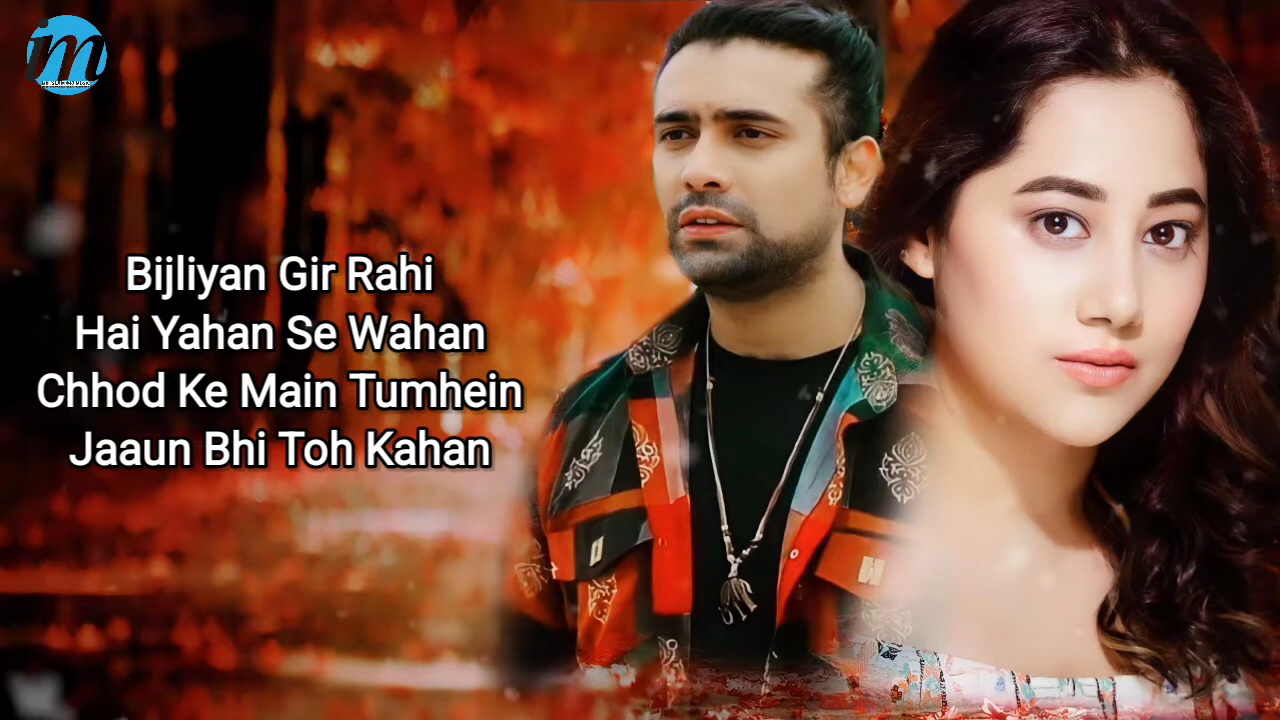 m
Bijliyan Gir Rahi
Hai Yahan Se Wahan
Chhod Ke Main Tumhein
Jaaun Bhi Toh Kahan